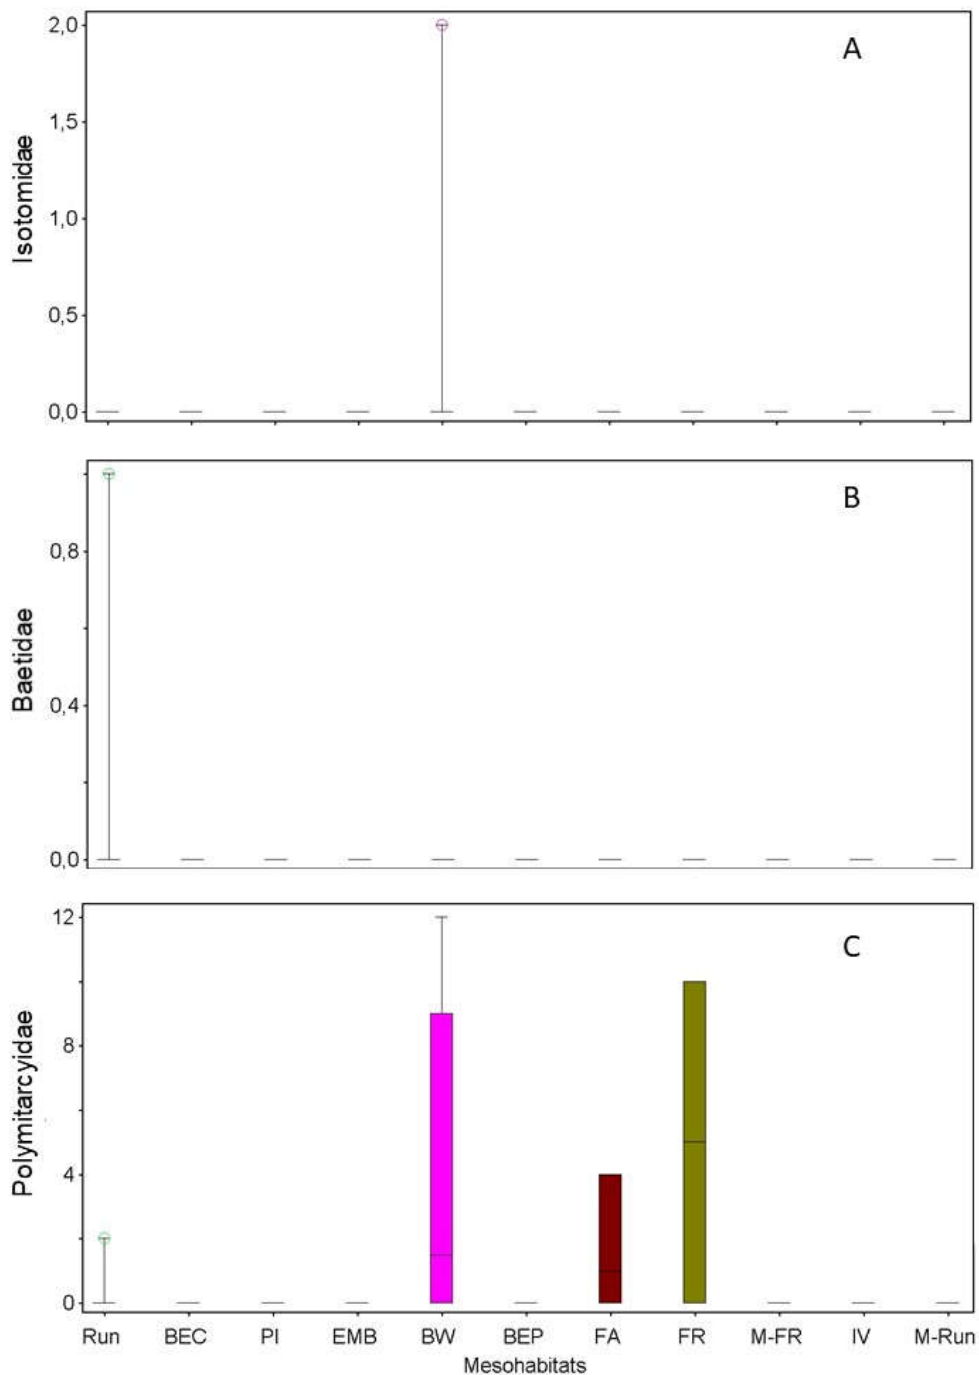 A
2,0
1,5
1,0
0,5
0,0
Isotomidae
B
0,8
0,4
0,0
Baetidae
C
12
8
4
0
Polymitarcyidae
Run BEC PI EMB BW BEP FA FR M-FR IV M-Run
Mesohabitats